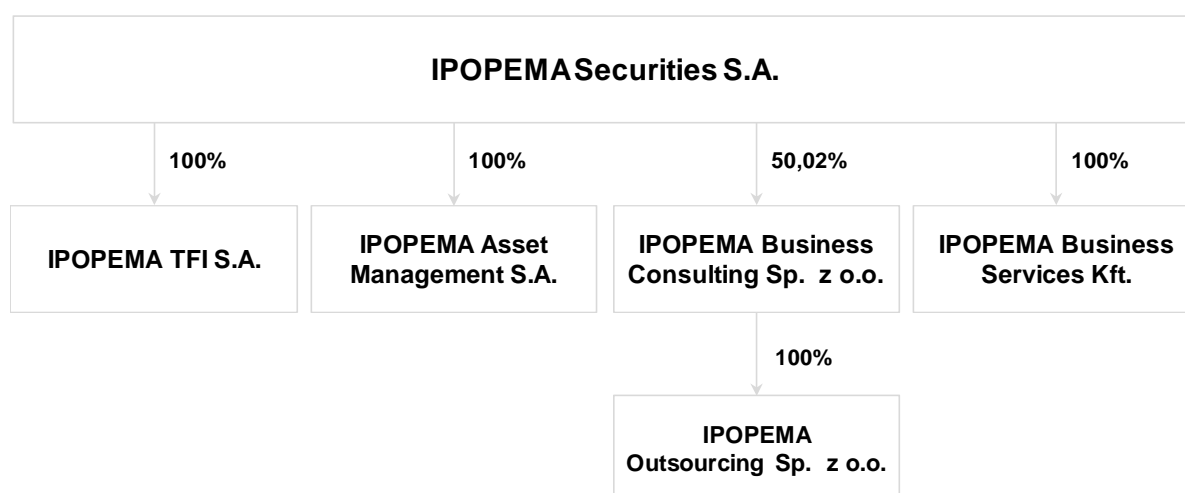 IPOPEMA Securities S.A.
100%
100%
50,02%
100%
IPOPEMA TFI S.A.
IPOPEMA Asset
Management S.A.
IPOPEMA Business
Consulting Sp. z o.o.
IPOPEMA Business
Services Kft.
100%
IPOPEMA
Outsourcing Sp. z o.o.